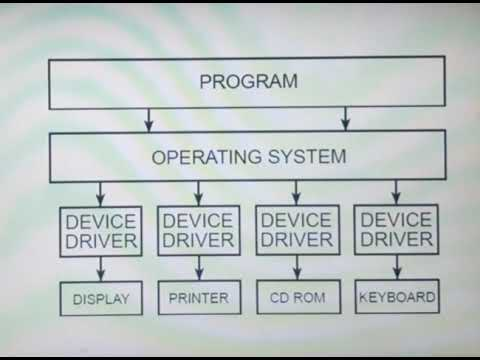 PROGRAM
OPERATING SYSTEM
DEVICE DRIVER
DEVICE DRIVER
DEVICE DRIVER
DEVICE DRIVER
DISPLAY
PRINTER
CD ROM
KEYBOARD